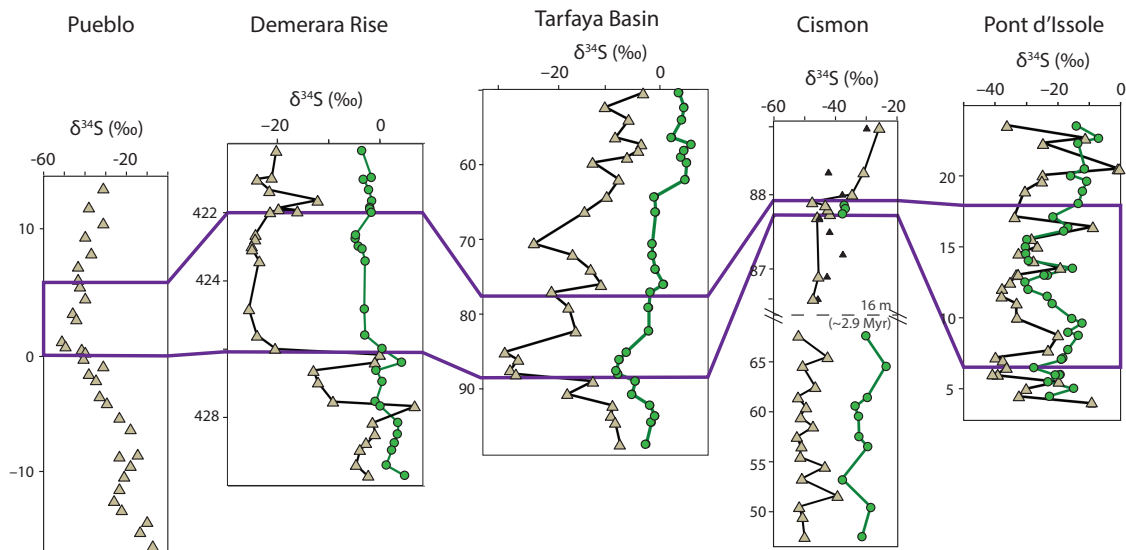 Pueblo
δ³⁴S (‰)
−60
−20
10
0
−10
Demerara Rise
δ³⁴S (‰)
−20
0
422
424
428
Tarfaya Basin
δ³⁴S (‰)
−20
0
60
70
80
90
Cismon
δ³⁴S (‰)
−60
−40
−20
88
87
16 m
(~2.9 Myr)
65
60
55
50
Pont d’Issole
δ³⁴S (‰)
−40
0
20
15
10
5